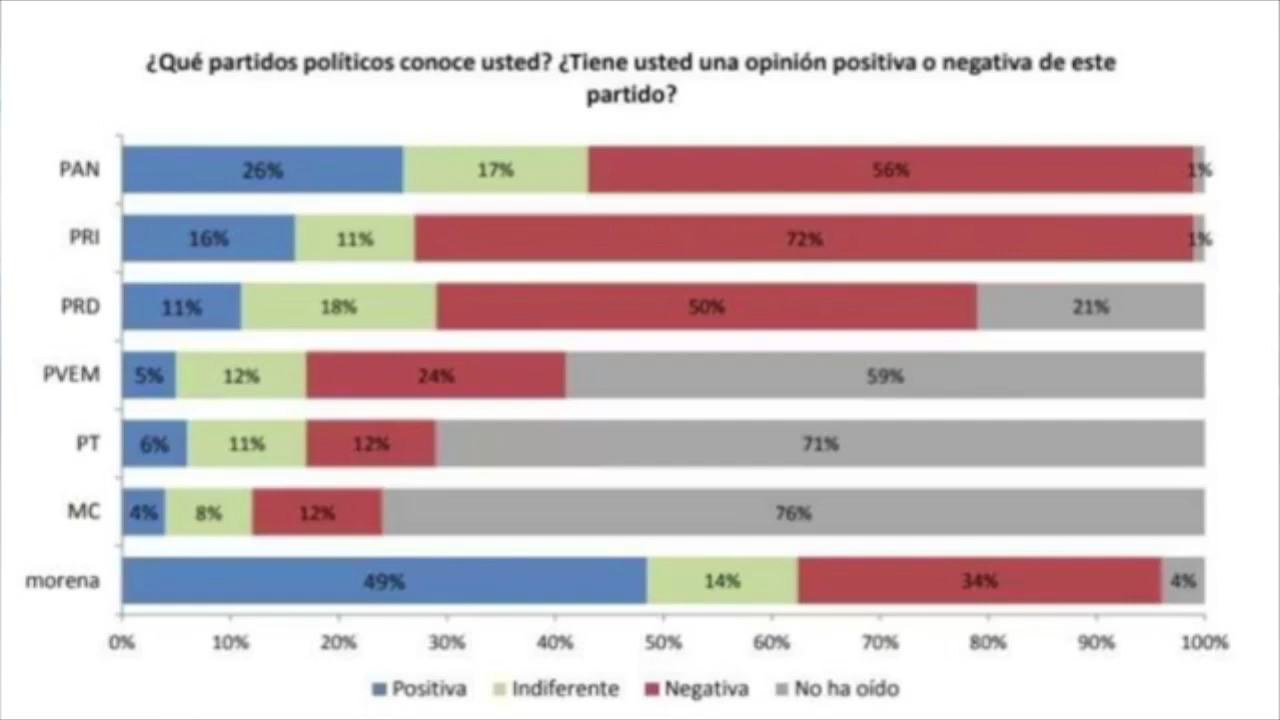 ¿Qué partidos políticos conoce usted? ¿Tiene usted una opinión positiva o negativa de este
partido?
PAN 26% 17% 56% 1%
PRI 16% 11% 72% 1%
PRD 11% 18% 50% 21%
PVEM 5% 12% 24% 59%
PT 6% 11% 12% 71%
MC 4% 8% 12% 76%
morena 49% 14% 34% 4%
0% 10% 20% 30% 40% 50% 60% 70% 80% 90% 100%
Positiva Indiferente Negativa No ha oído